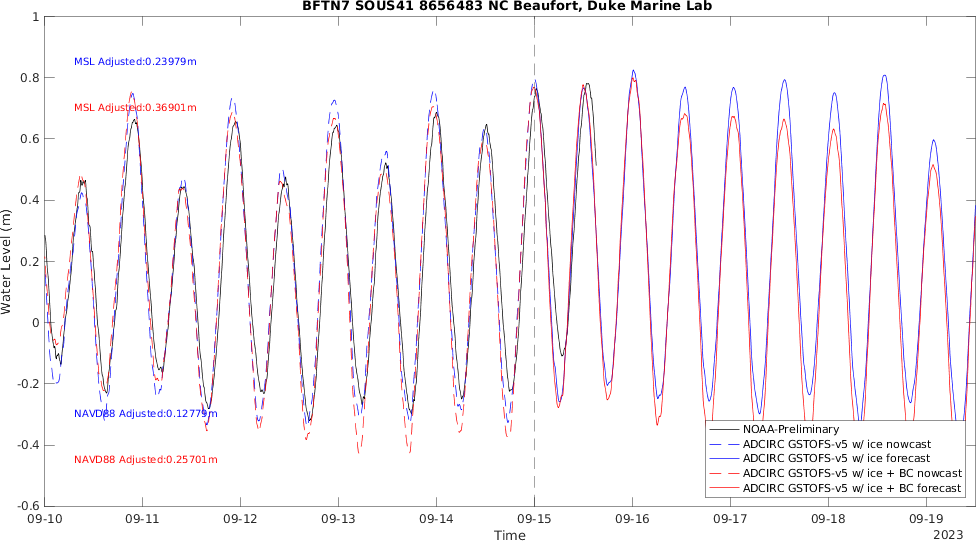 BFTN7 SOUS41 8656483 NC Beaufort, Duke Marine Lab
1
0.8
0.6
0.4
0.2
0
-0.2
-0.4
-0.6
Water Level (m)
MSL Adjusted:0.23979m
MSL Adjusted:0.36901m
NAVD88 Adjusted:0.12779m
NAVD88 Adjusted:0.25701m
NOAA-Preliminary
ADCIRC GSTOFS-v5 w/ ice nowcast
ADCIRC GSTOFS-v5 w/ ice forecast
ADCIRC GSTOFS-v5 w/ ice + BC nowcast
ADCIRC GSTOFS-v5 w/ ice + BC forecast
09-10 09-11 09-12 09-13 09-14 09-15 09-16 09-17 09-18 09-19
Time
2023